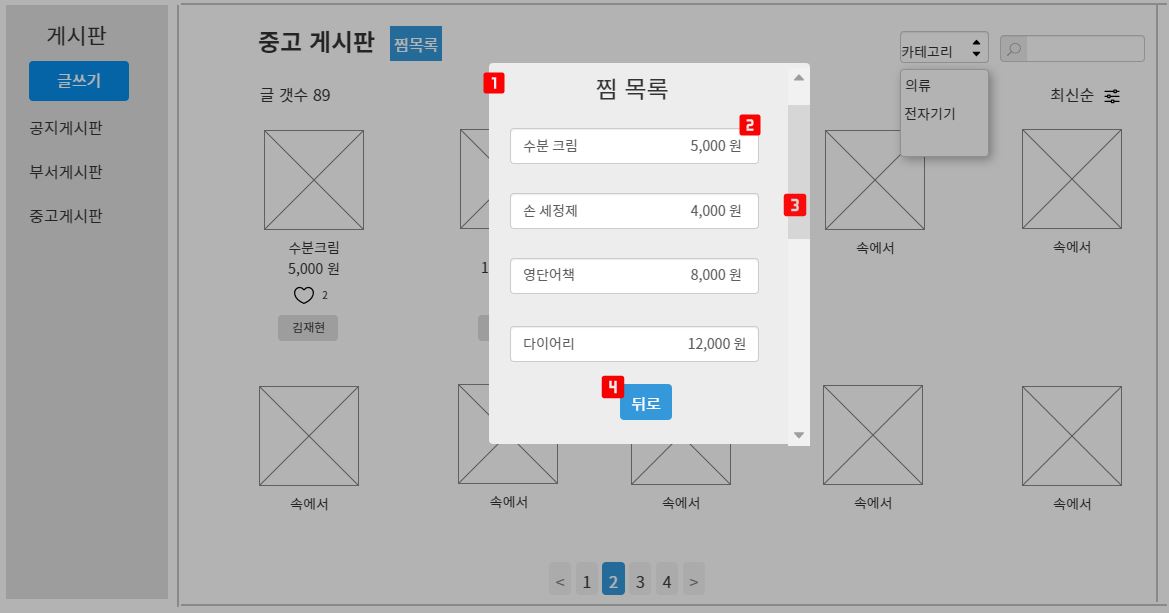 게시판
글쓰기
공지게시판
부서게시판
중고게시판
중고 게시판
찜목록
카테고리
의류
전자기기
글 갯수 89
최신순
1
찜 목록
2
수분 크림 5,000 원
3
손 세정제 4,000 원
영단어책 8,000 원
다이어리 12,000 원
4
뒤로
수분크림
5,000 원
2
김재현
1
속에서
속에서
속에서
속에서
속에서
속에서
속에서
< 1 2 3 4 >